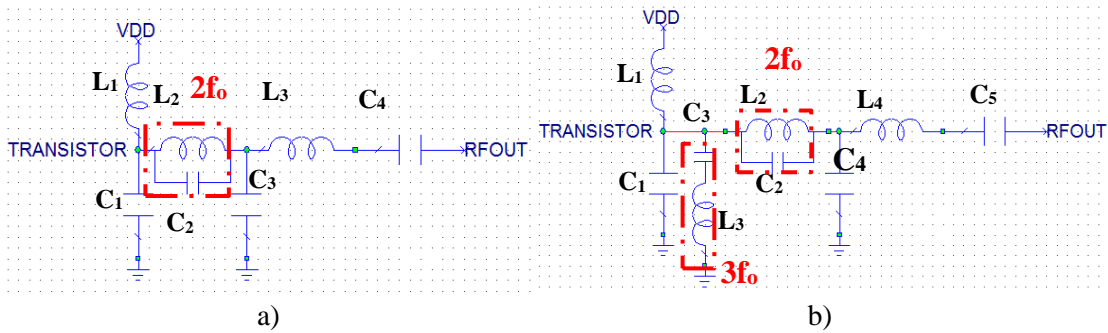 VDD
L1
L2
2fo
L3
C4
TRANSISTOR
RFOUT
C1
C3
C2
a)
VDD
2fo
L1
L2
L4
C5
C3
TRANSISTOR
RFOUT
C1
C2
C4
L3
3fo
b)